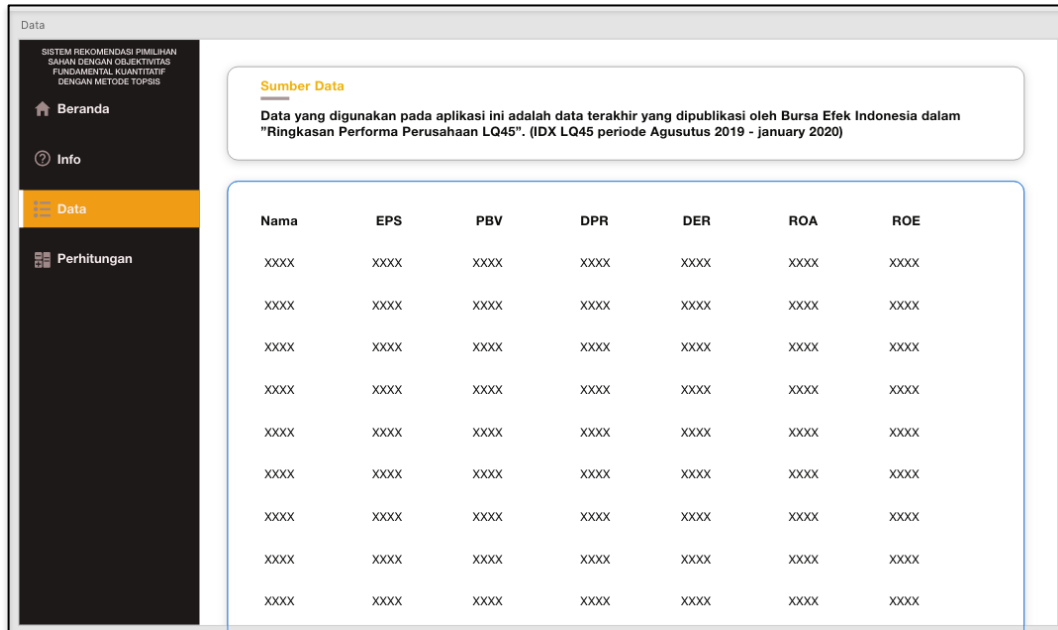 Data
SISTEM REKOMENDASI PIMILIHAN
SAHAN DENGAN OBJEKTIVITAS
FUNDAMENTAL KUANTITATIF
DENGAN METODE TOPSIS
Beranda
Info
Data
Perhitungan
Sumber Data
Data yang digunakan pada aplikasi ini adalah data terakhir yang dipublikasi oleh Bursa Efek Indonesia dalam
"Ringkasan Performa Perusahaan LQ45". (IDX LQ45 periode Agusutus 2019 - january 2020)
Nama EPS PBV DPR DER ROA ROE
XXXX XXXX XXXX XXXX XXXX XXXX XXXX
XXXX XXXX XXXX XXXX XXXX XXXX XXXX
XXXX XXXX XXXX XXXX XXXX XXXX XXXX
XXXX XXXX XXXX XXXX XXXX XXXX XXXX
XXXX XXXX XXXX XXXX XXXX XXXX XXXX
XXXX XXXX XXXX XXXX XXXX XXXX XXXX
XXXX XXXX XXXX XXXX XXXX XXXX XXXX
XXXX XXXX XXXX XXXX XXXX XXXX XXXX
XXXX XXXX XXXX XXXX XXXX XXXX XXXX